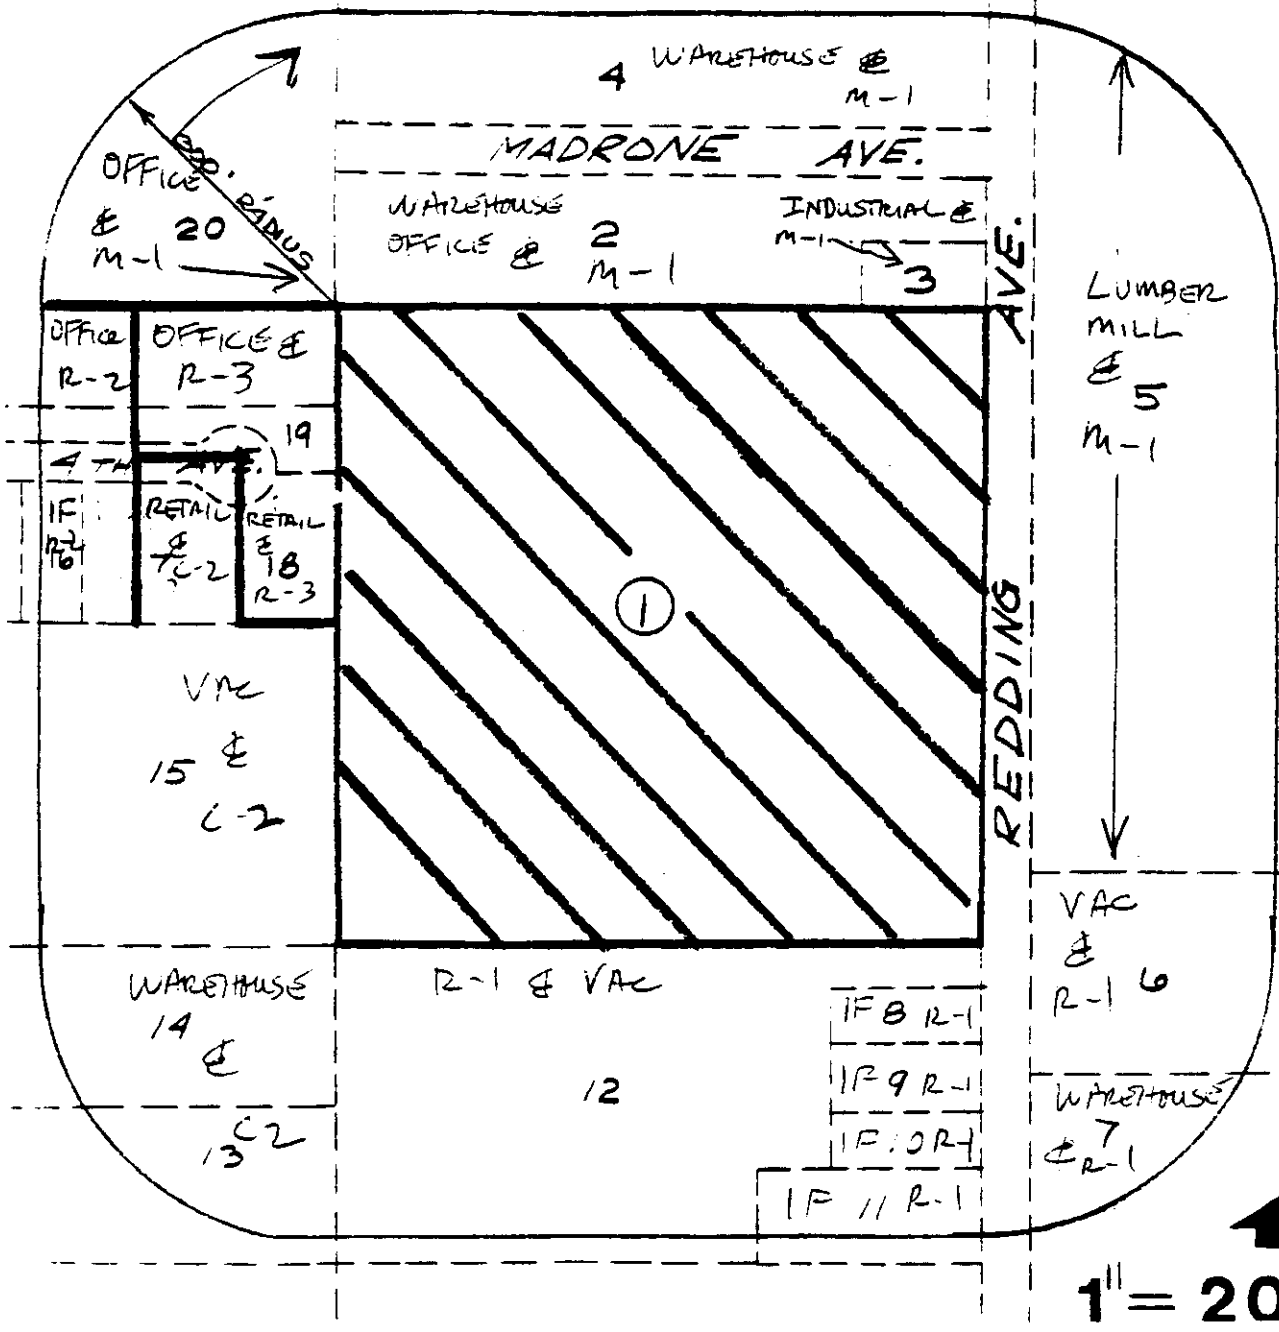 4 WAREHOUSE &
M-1
MADRONE AVE.
OFFICE
& 20
M-1
RADIUS
WAREHOUSE
OFFICE & 2
M-1
INDUSTRIAL &
M-1
3
REDDING AVE.
LUMBER
MILL
&
5
M-1
OFFICE
R-2
OFFICE &
R-3
19
4TH AVE.
1F
RETAIL
&
C-2
RETAIL
&
18
R-3
1
VAC
15 &
C-2
VAC
&
R-1 6
WAREHOUSE
14
&
13 C2
R-1 & VAC
12
1F 8 R-1
1F 9 R-1
1F 10 R-1
1F 11 R-1
WAREHOUSE
& 7
R-1
1" = 20